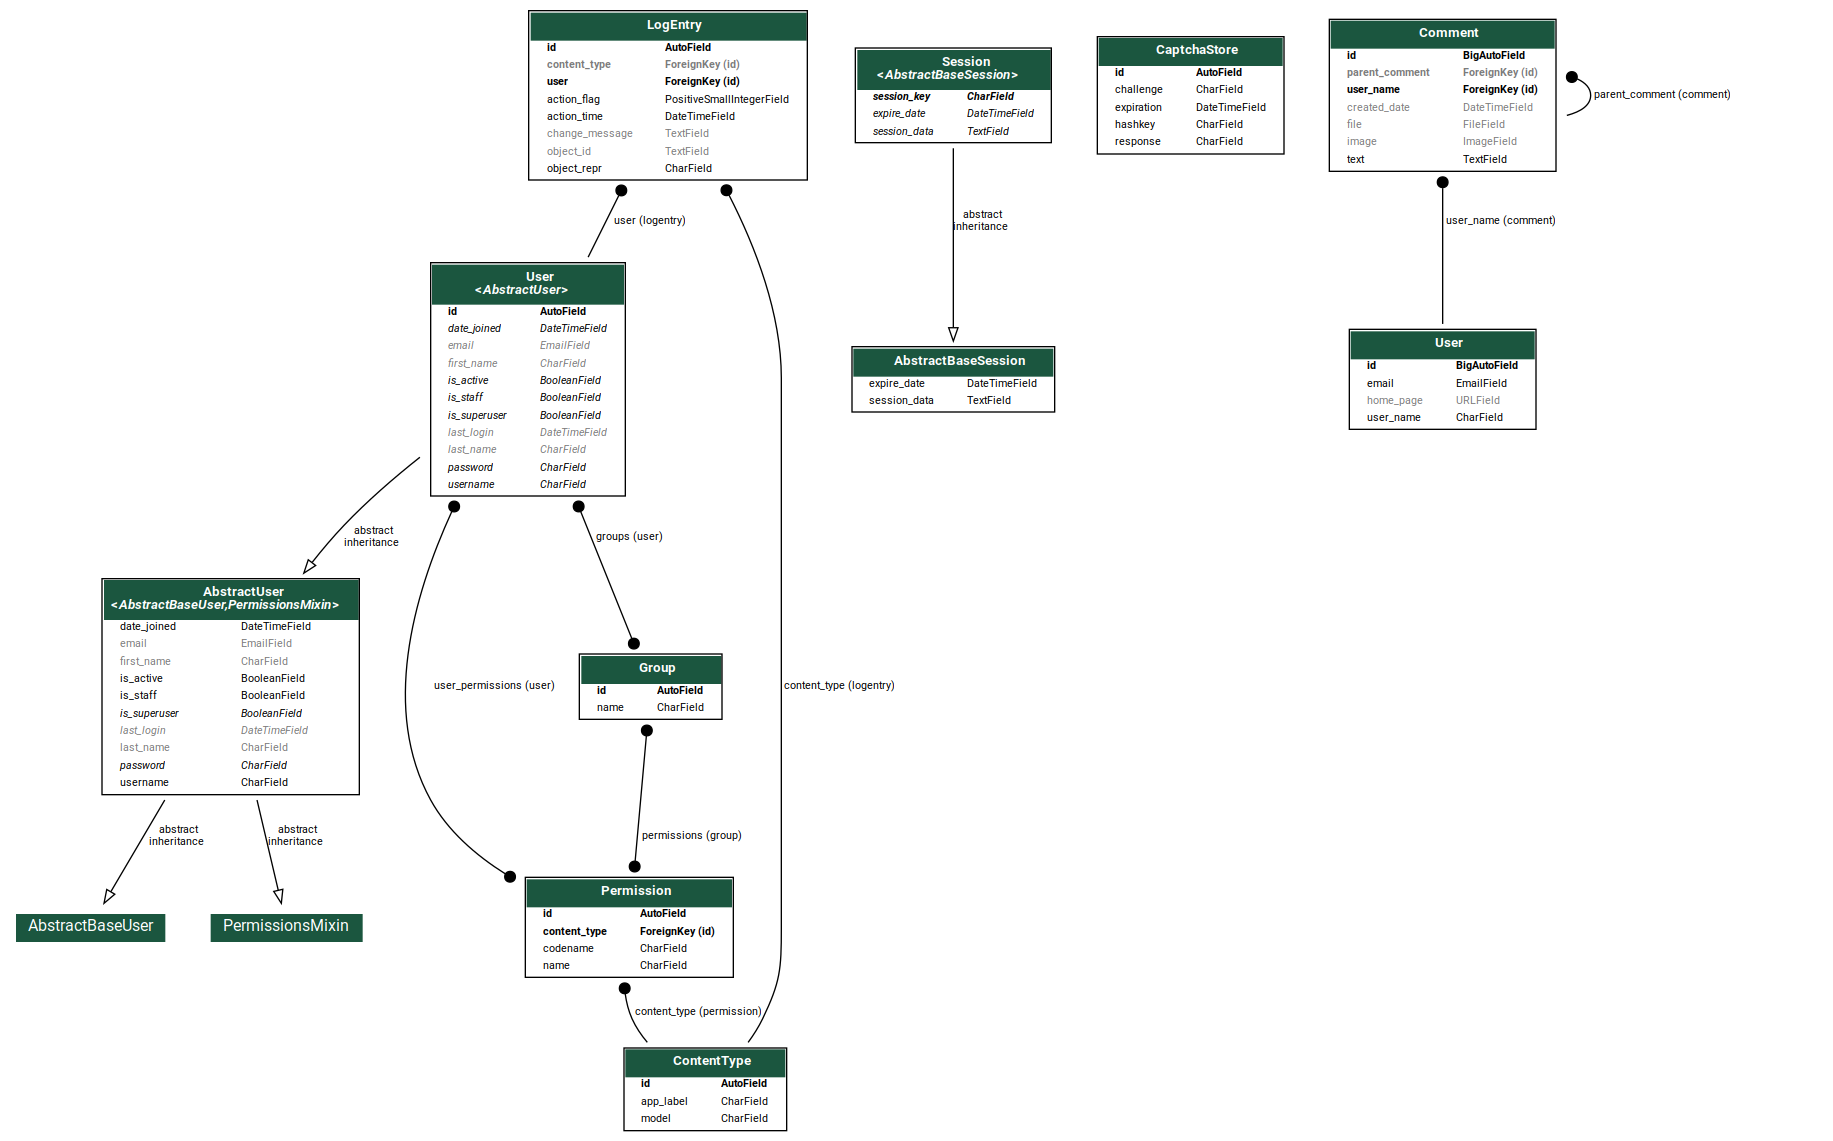 LogEntry
id AutoField
content_type ForeignKey (id)
user ForeignKey (id)
action_flag PositiveSmallIntegerField
action_time DateTimeField
change_message TextField
object_id TextField
object_repr CharField
Session
<AbstractBaseSession>
session_key CharField
expire_date DateTimeField
session_data TextField
CaptchaStore
id AutoField
challenge CharField
expiration DateTimeField
hashkey CharField
response CharField
Comment
id BigAutoField
parent_comment ForeignKey (id)
user_name ForeignKey (id)
created_date DateTimeField
file FileField
image ImageField
text TextField
parent_comment (comment)
user (logentry)
abstract
inheritance
user_name (comment)
User
<AbstractUser>
id AutoField
date_joined DateTimeField
email EmailField
first_name CharField
is_active BooleanField
is_staff BooleanField
is_superuser BooleanField
last_login DateTimeField
last_name CharField
password CharField
username CharField
AbstractBaseSession
expire_date DateTimeField
session_data TextField
User
id BigAutoField
email EmailField
home_page URLField
user_name CharField
abstract
inheritance
groups (user)
AbstractUser
<AbstractBaseUser,PermissionsMixin>
date_joined DateTimeField
email EmailField
first_name CharField
is_active BooleanField
is_staff BooleanField
is_superuser BooleanField
last_login DateTimeField
last_name CharField
password CharField
username CharField
user_permissions (user)
Group
id AutoField
name CharField
content_type (logentry)
abstract
inheritance
abstract
inheritance
permissions (group)
AbstractBaseUser
PermissionsMixin
Permission
id AutoField
content_type ForeignKey (id)
codename CharField
name CharField
content_type (permission)
ContentType
id AutoField
app_label CharField
model CharField